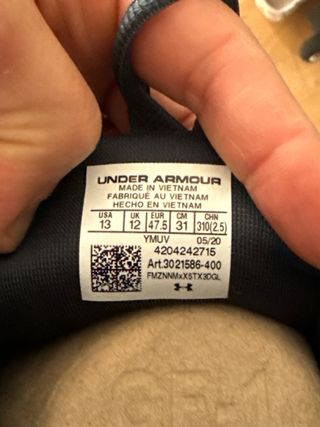 UNDER ARMOUR
MADE IN VIETNAM
FABRIQUÉ AU VIETNAM
HECHO EN VIETNAM
USA UK EUR CM CHN
13 12 47.5 31 310(2.5)
YMUV 05/20
4204242715
Art.3021586-400
FMZNNMxX5TX3DGL